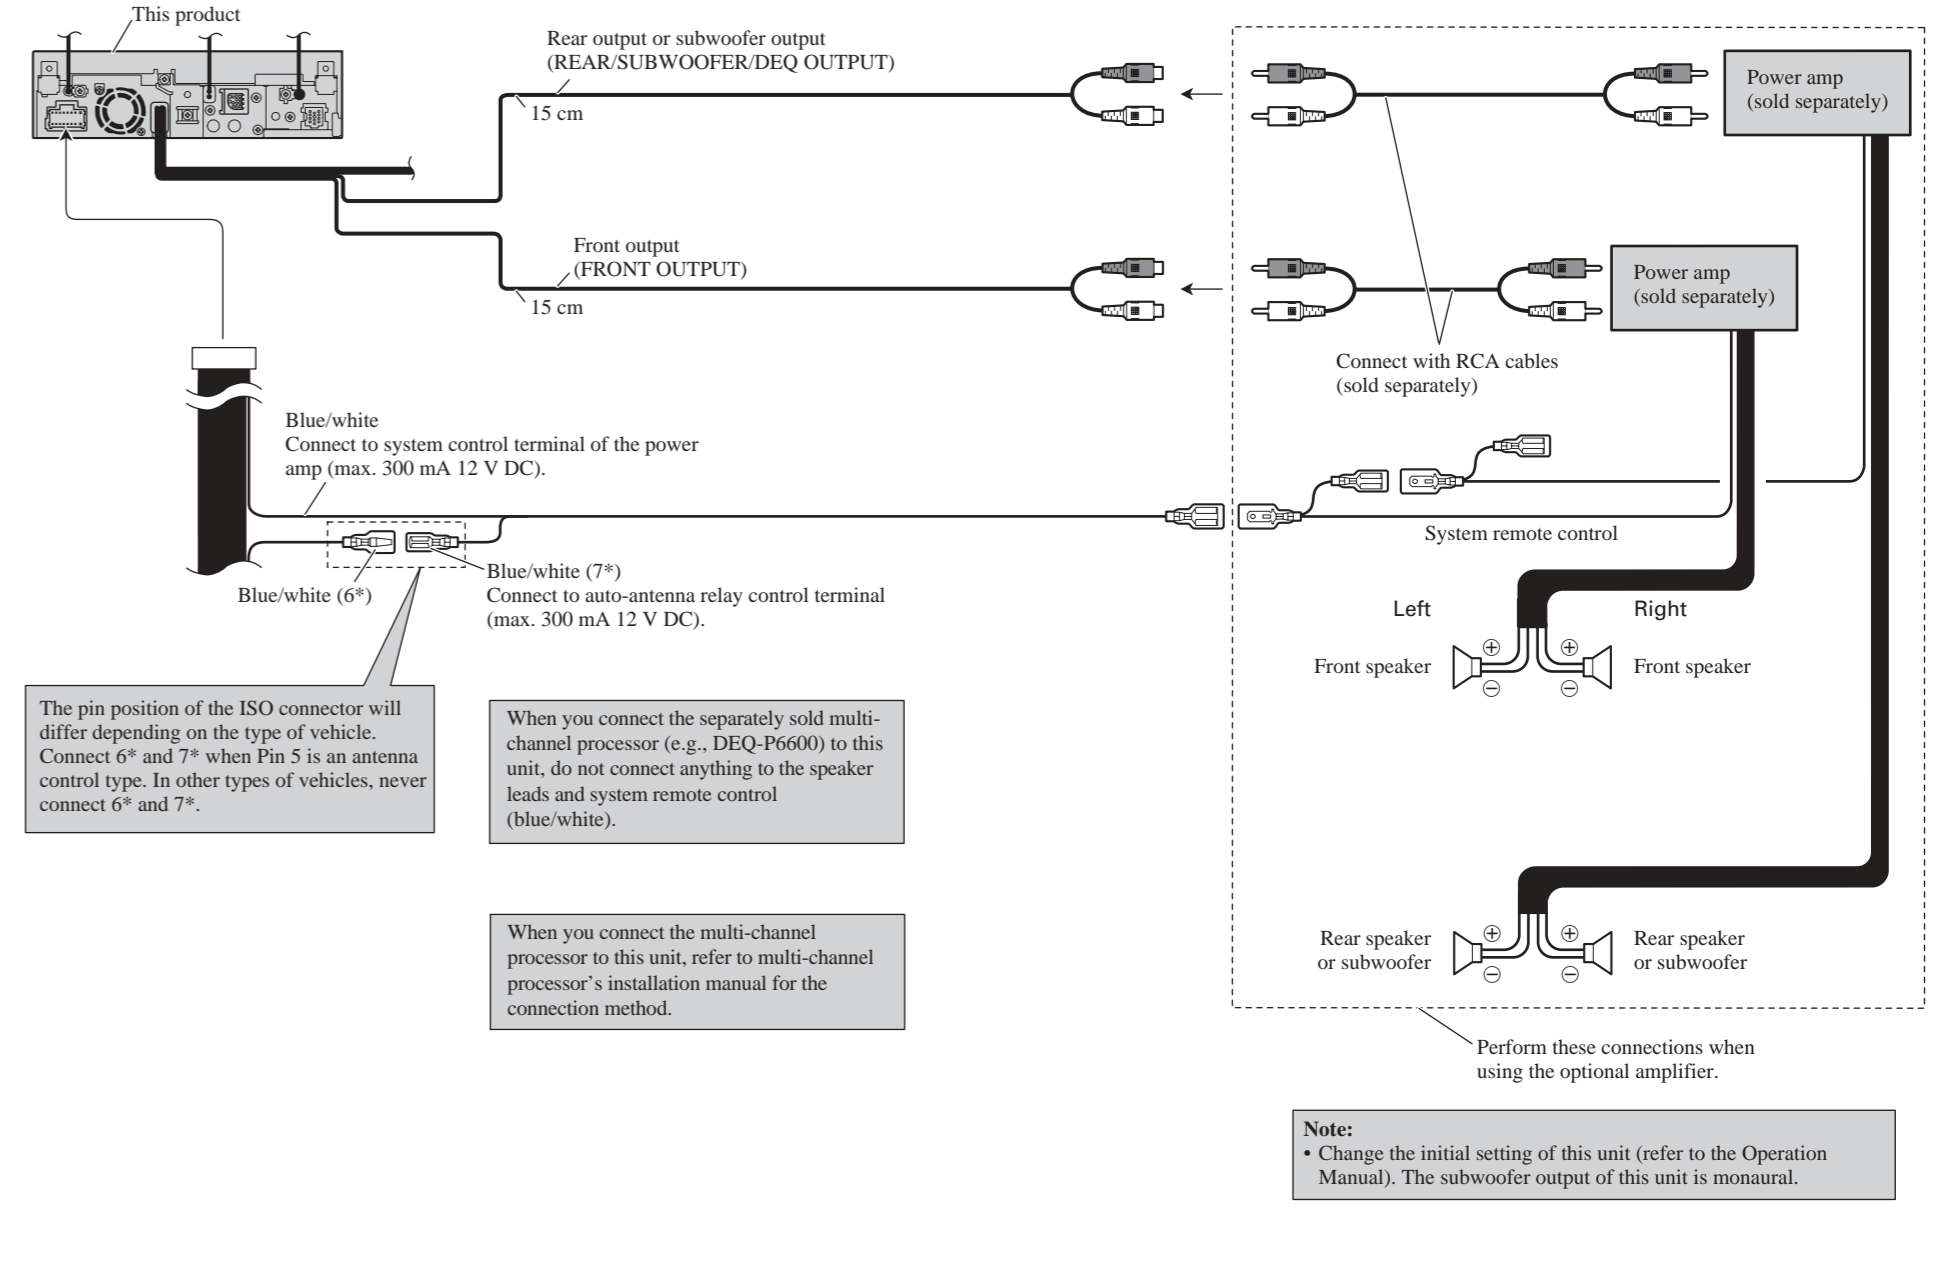 This product
Rear output or subwoofer output
(REAR/SUBWOOFER/DEQ OUTPUT)
15 cm
Power amp
(sold separately)
Front output
(FRONT OUTPUT)
15 cm
Power amp
(sold separately)
Connect with RCA cables
(sold separately)
Blue/white
Connect to system control terminal of the power
amp (max. 300 mA 12 V DC).
System remote control
Blue/white (6*)
Blue/white (7*)
Connect to auto-antenna relay control terminal
(max. 300 mA 12 V DC).
Left
Right
⊕ ⊕
Front speaker
Front speaker
⊖ ⊖
The pin position of the ISO connector will
differ depending on the type of vehicle.
Connect 6* and 7* when Pin 5 is an antenna
control type. In other types of vehicles, never
connect 6* and 7*.
When you connect the separately sold multi-
channel processor (e.g., DEQ-P6600) to this
unit, do not connect anything to the speaker
leads and system remote control
(blue/white).
When you connect the multi-channel
processor to this unit, refer to multi-channel
processor’s installation manual for the
connection method.
⊕ ⊕
Rear speaker
or subwoofer
Rear speaker
or subwoofer
⊖ ⊖
Perform these connections when
using the optional amplifier.
Note:
• Change the initial setting of this unit (refer to the Operation
Manual). The subwoofer output of this unit is monaural.